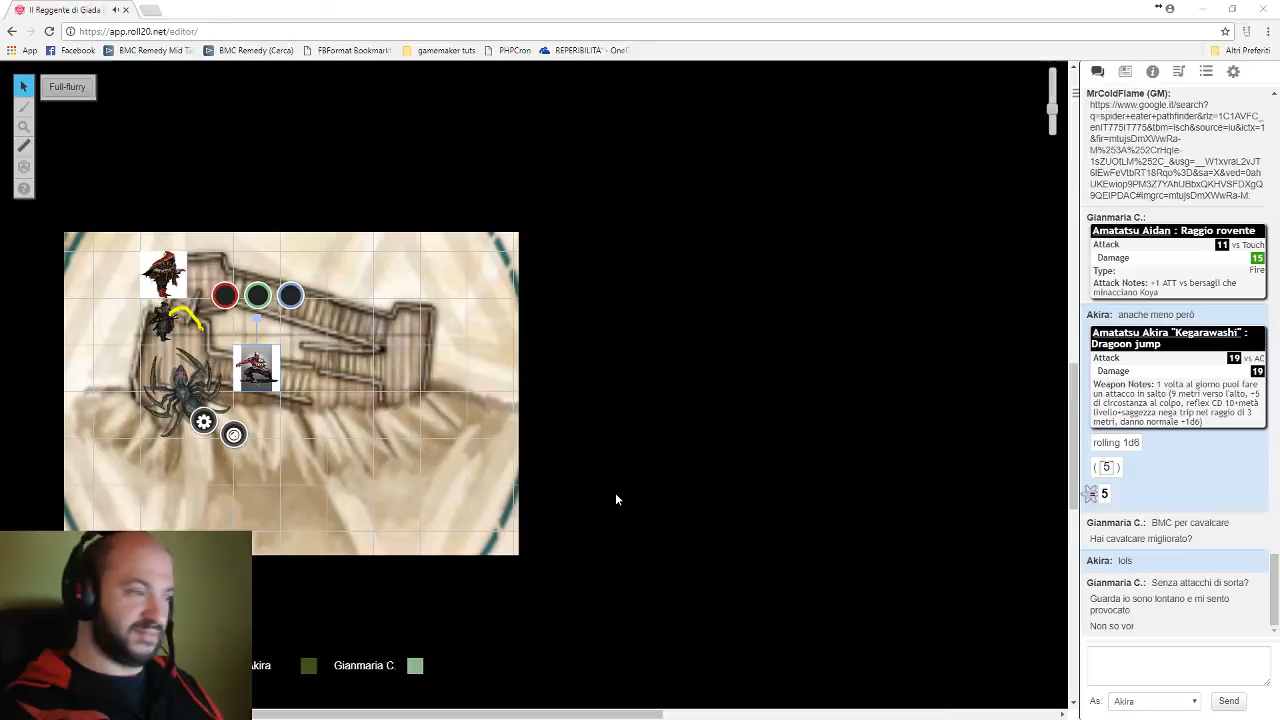 Il Reggente di Giada
https://app.roll20.net/editor/
App
Facebook
BMC Remedy Mid Ti
BMC Remedy (Cerca)
FBFormat Bookmarkl
gamemaker tuts
PHPCron
REPERIBILITA' - OneD
Altri Preferiti
Full-flurry
MrColdFlame (GM):
https://www.google.it/search?
q=spider+eater+pathfinder&rlz=1C1AVFC_
enIT775IT775&tbm=isch&source=iu&ictx=1
&fir=mtujsDmXWwRa-
M%253A%252CrHqle-
1sZUOtLM%252C_&usg=__W1xvraL2vJT
6lEwFeVtbRT18Rqo%3D&sa=X&ved=0ah
UKEwiop9PM3Z7YAhUBbxQKHVSFDXgQ
9QEIPDAC#imgrc=mtujsDmXWwRa-M:
Gianmaria C.:
Amatatsu Aidan : Raggio rovente
Attack 11 vs Touch
Damage 15
Type: Fire
Attack Notes: +1 ATT vs bersagli che
minacciano Koya
Akira: anache meno però
Amatatsu Akira "Kegarawashi" :
Dragoon jump
Attack 19 vs AC
Damage 19
Weapon Notes: 1 volta al giorno puoi fare
un attacco in salto (9 metri verso l'alto, +5
di circostanza al colpo, reflex CD 10+metà
livello+saggezza nega trip nel raggio di 3
metri, danno normale +1d6)
rolling 1d6
(5)
= 5
Gianmaria C.: BMC per cavalcare
Hai cavalcare migliorato?
Akira: lols
Gianmaria C.: Senza attacchi di sorta?
Guarda io sono lontano e mi sento
provocato
Non so voi
kira
Gianmaria C.
As: Akira Send